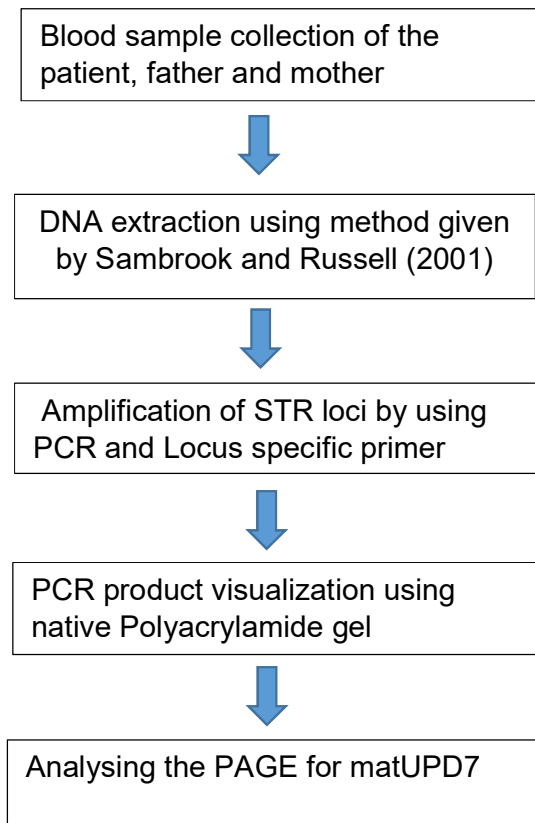 Blood sample collection of the
patient, father and mother
DNA extraction using method given
by Sambrook and Russell (2001)
Amplification of STR loci by using
PCR and Locus specific primer
PCR product visualization using
native Polyacrylamide gel
Analysing the PAGE for matUPD7